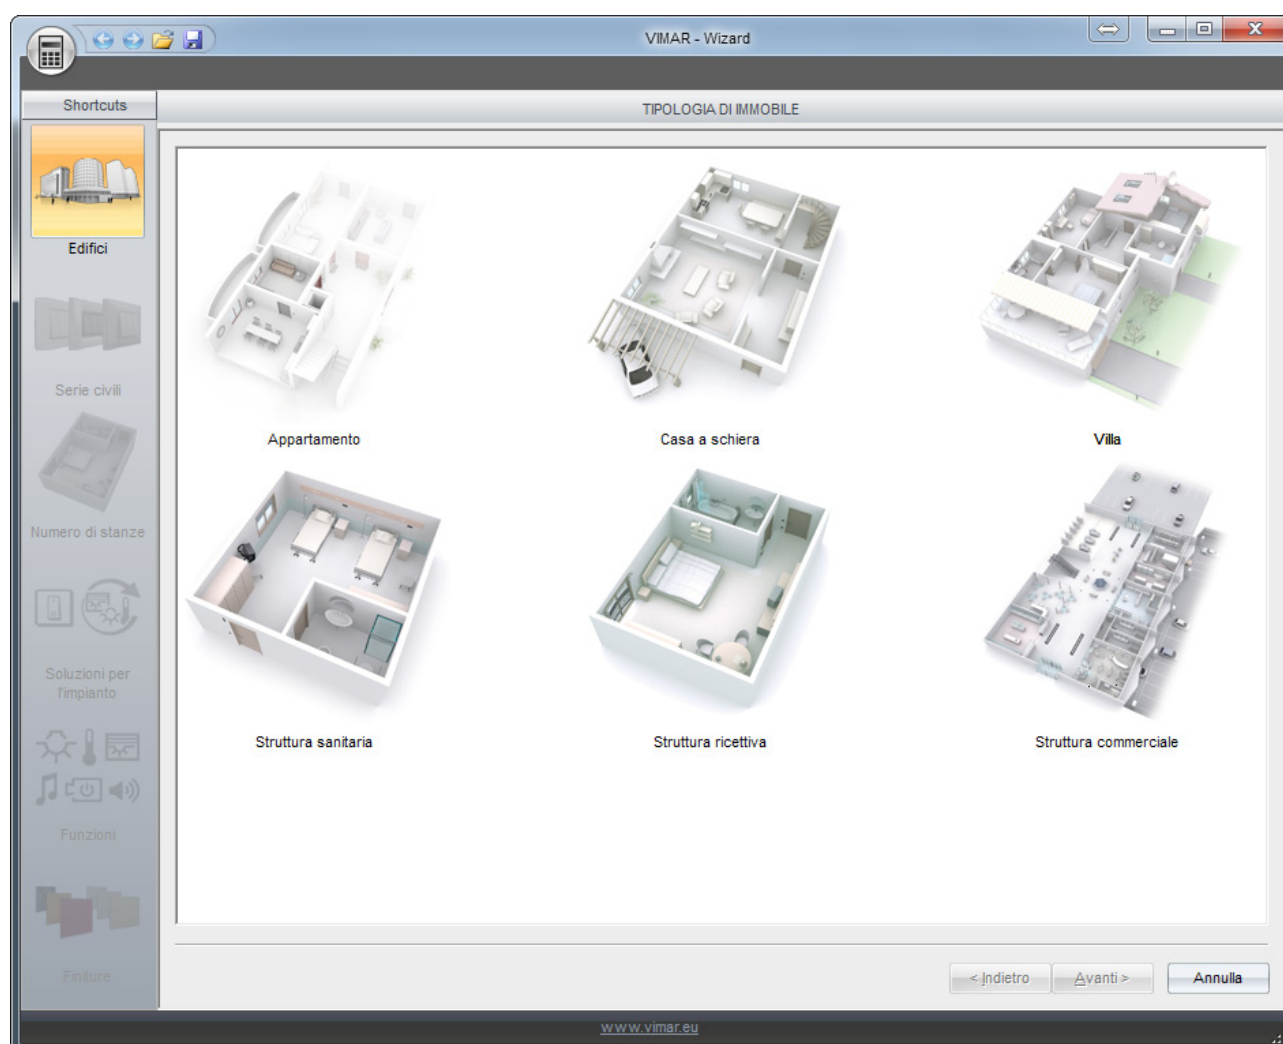 VIMAR - Wizard
Shortcuts
TIPOLOGIA DI IMMOBILE
Edifici
Serie civili
Numero di stanze
Soluzioni per
l'impianto
Funzioni
Finiture
Appartamento
Casa a schiera
Villa
Struttura sanitaria
Struttura ricettiva
Struttura commerciale
< Indietro
Avanti >
Annulla
www.vimar.eu